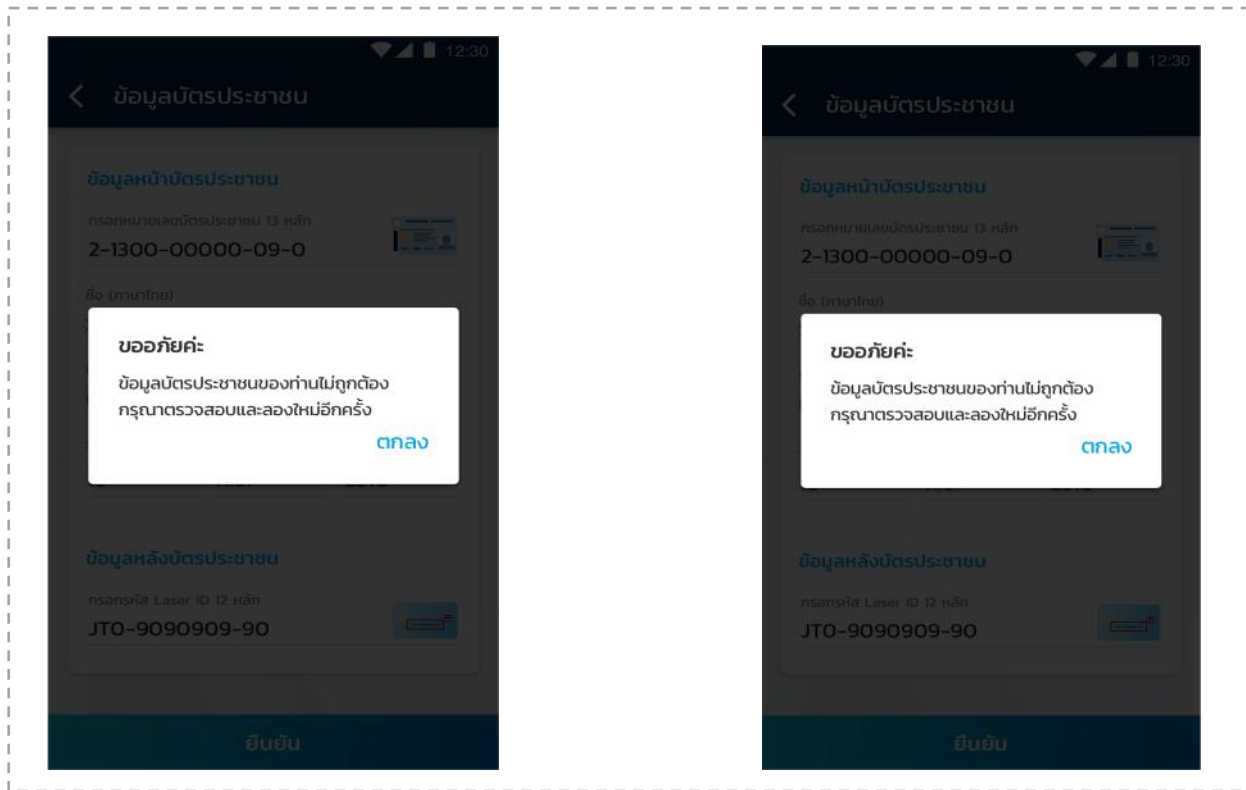 12:30
ข้อมูลบัตรประชาชน
ข้อมูลหน้าบัตรประชาชน
กรอกหมายเลขบัตรประชาชน 13 หลัก
2-1300-00000-09-0
ชื่อ (ภาษาไทย)
ขออภัยค่ะ
ข้อมูลบัตรประชาชนของท่านไม่ถูกต้อง
กรุณาตรวจสอบและลองใหม่อีกครั้ง
ตกลง
ข้อมูลหลังบัตรประชาชน
กรอกรหัส Laser ID 12 หลัก
JT0-9090909-90
ยืนยัน
12:30
ข้อมูลบัตรประชาชน
ข้อมูลหน้าบัตรประชาชน
กรอกหมายเลขบัตรประชาชน 13 หลัก
2-1300-00000-09-0
ชื่อ (ภาษาไทย)
ขออภัยค่ะ
ข้อมูลบัตรประชาชนของท่านไม่ถูกต้อง
กรุณาตรวจสอบและลองใหม่อีกครั้ง
ตกลง
ข้อมูลหลังบัตรประชาชน
กรอกรหัส Laser ID 12 หลัก
JT0-9090909-90
ยืนยัน